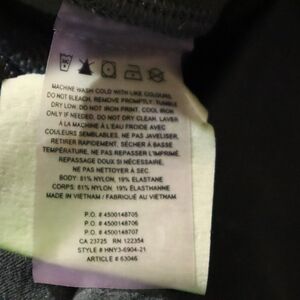 MACHINE WASH COLD WITH LIKE COLOURS.
DO NOT BLEACH. REMOVE PROMPTLY. TUMBLE
DRY LOW. DO NOT IRON PRINT. COOL IRON
ONLY IF NEEDED. DO NOT DRY CLEAN. LAVER
À LA MACHINE À L'EAU FROIDE AVEC
COULEURS SEMBLABLES. NE PAS JAVELISER.
RETIRER RAPIDEMENT. SÉCHER À BASSE
TEMPÉRATURE. NE PAS REPASSER L'IMPRIMÉ.
REPASSAGE DOUX SI NÉCESSAIRE.
NE PAS NETTOYER À SEC.
BODY: 81% NYLON, 19% ELASTANE
CORPS: 81% NYLON, 19% ÉLASTHANNE
MADE IN VIETNAM / FABRIQUÉ AU VIETNAM
P.O. # 4500148705
P.O. # 4500148706
P.O. # 4500148707
CA 23725 RN 122354
STYLE # HNY3-6904-21
ARTICLE # 63046